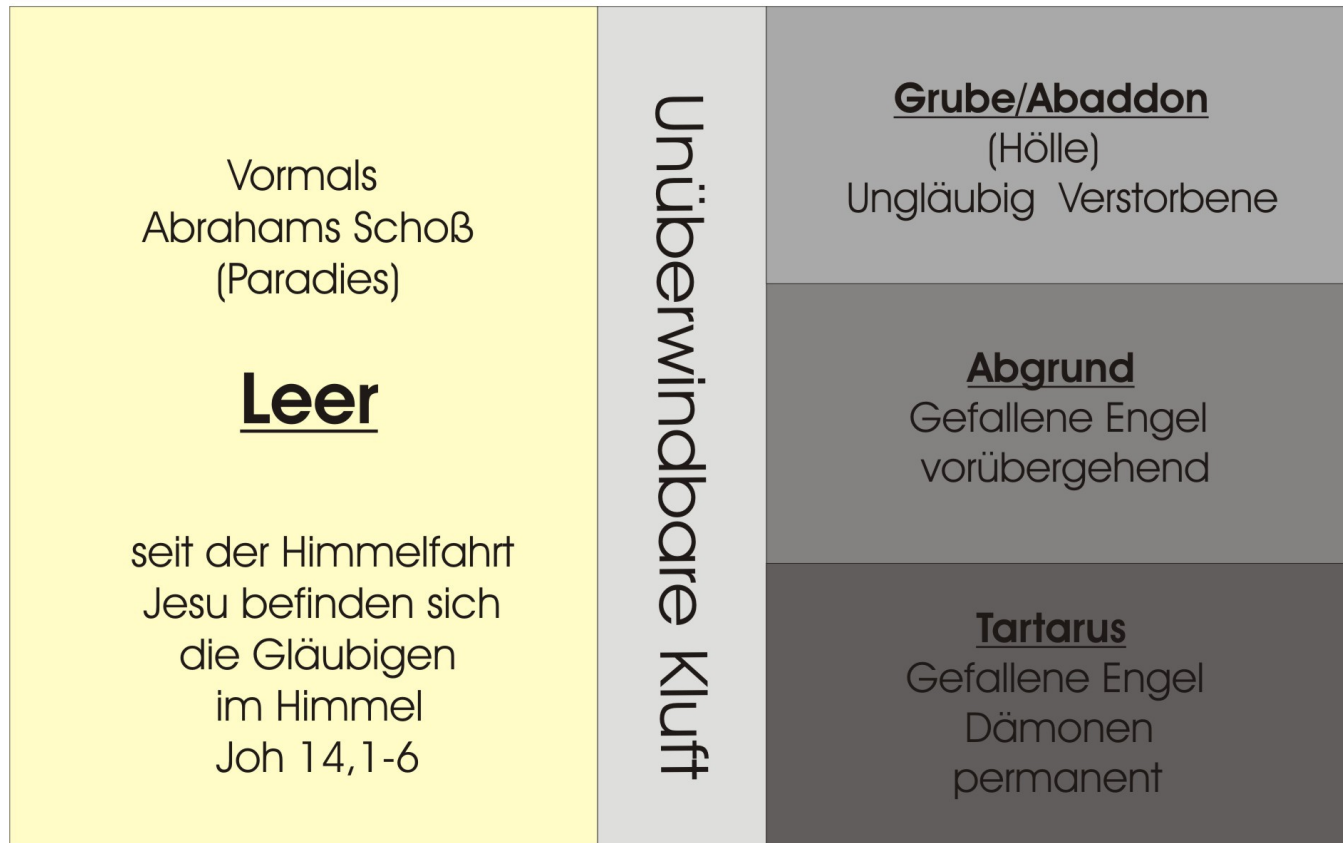 Vormals
Abrahams Schoß
(Paradies)
Leer
seit der Himmelfahrt
Jesu befinden sich
die Gläubigen
im Himmel
Joh 14,1-6
Unüberwindbare Kluft
Grube/Abaddon
(Hölle)
Ungläubig Verstorbene
Abgrund
Gefallene Engel
vorübergehend
Tartarus
Gefallene Engel
Dämonen
permanent